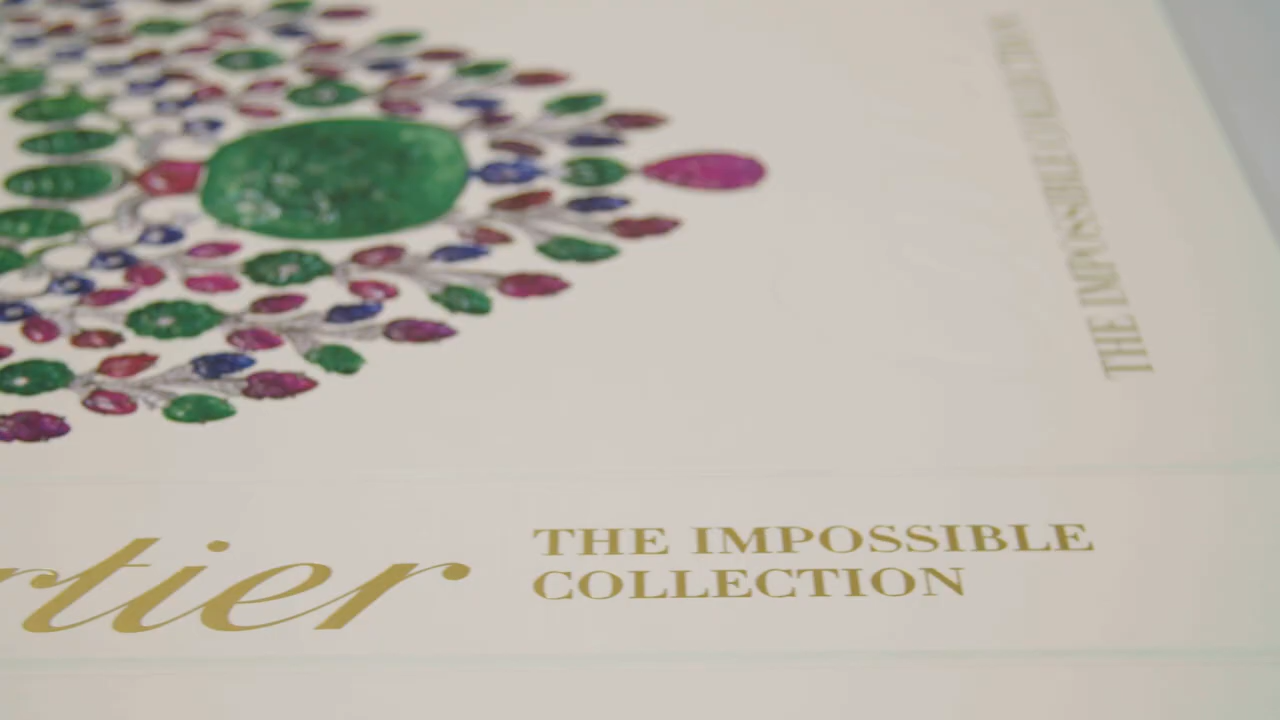 THE IMPOSSIBLE COLLECTION
rtier
THE IMPOSSIBLE
COLLECTION